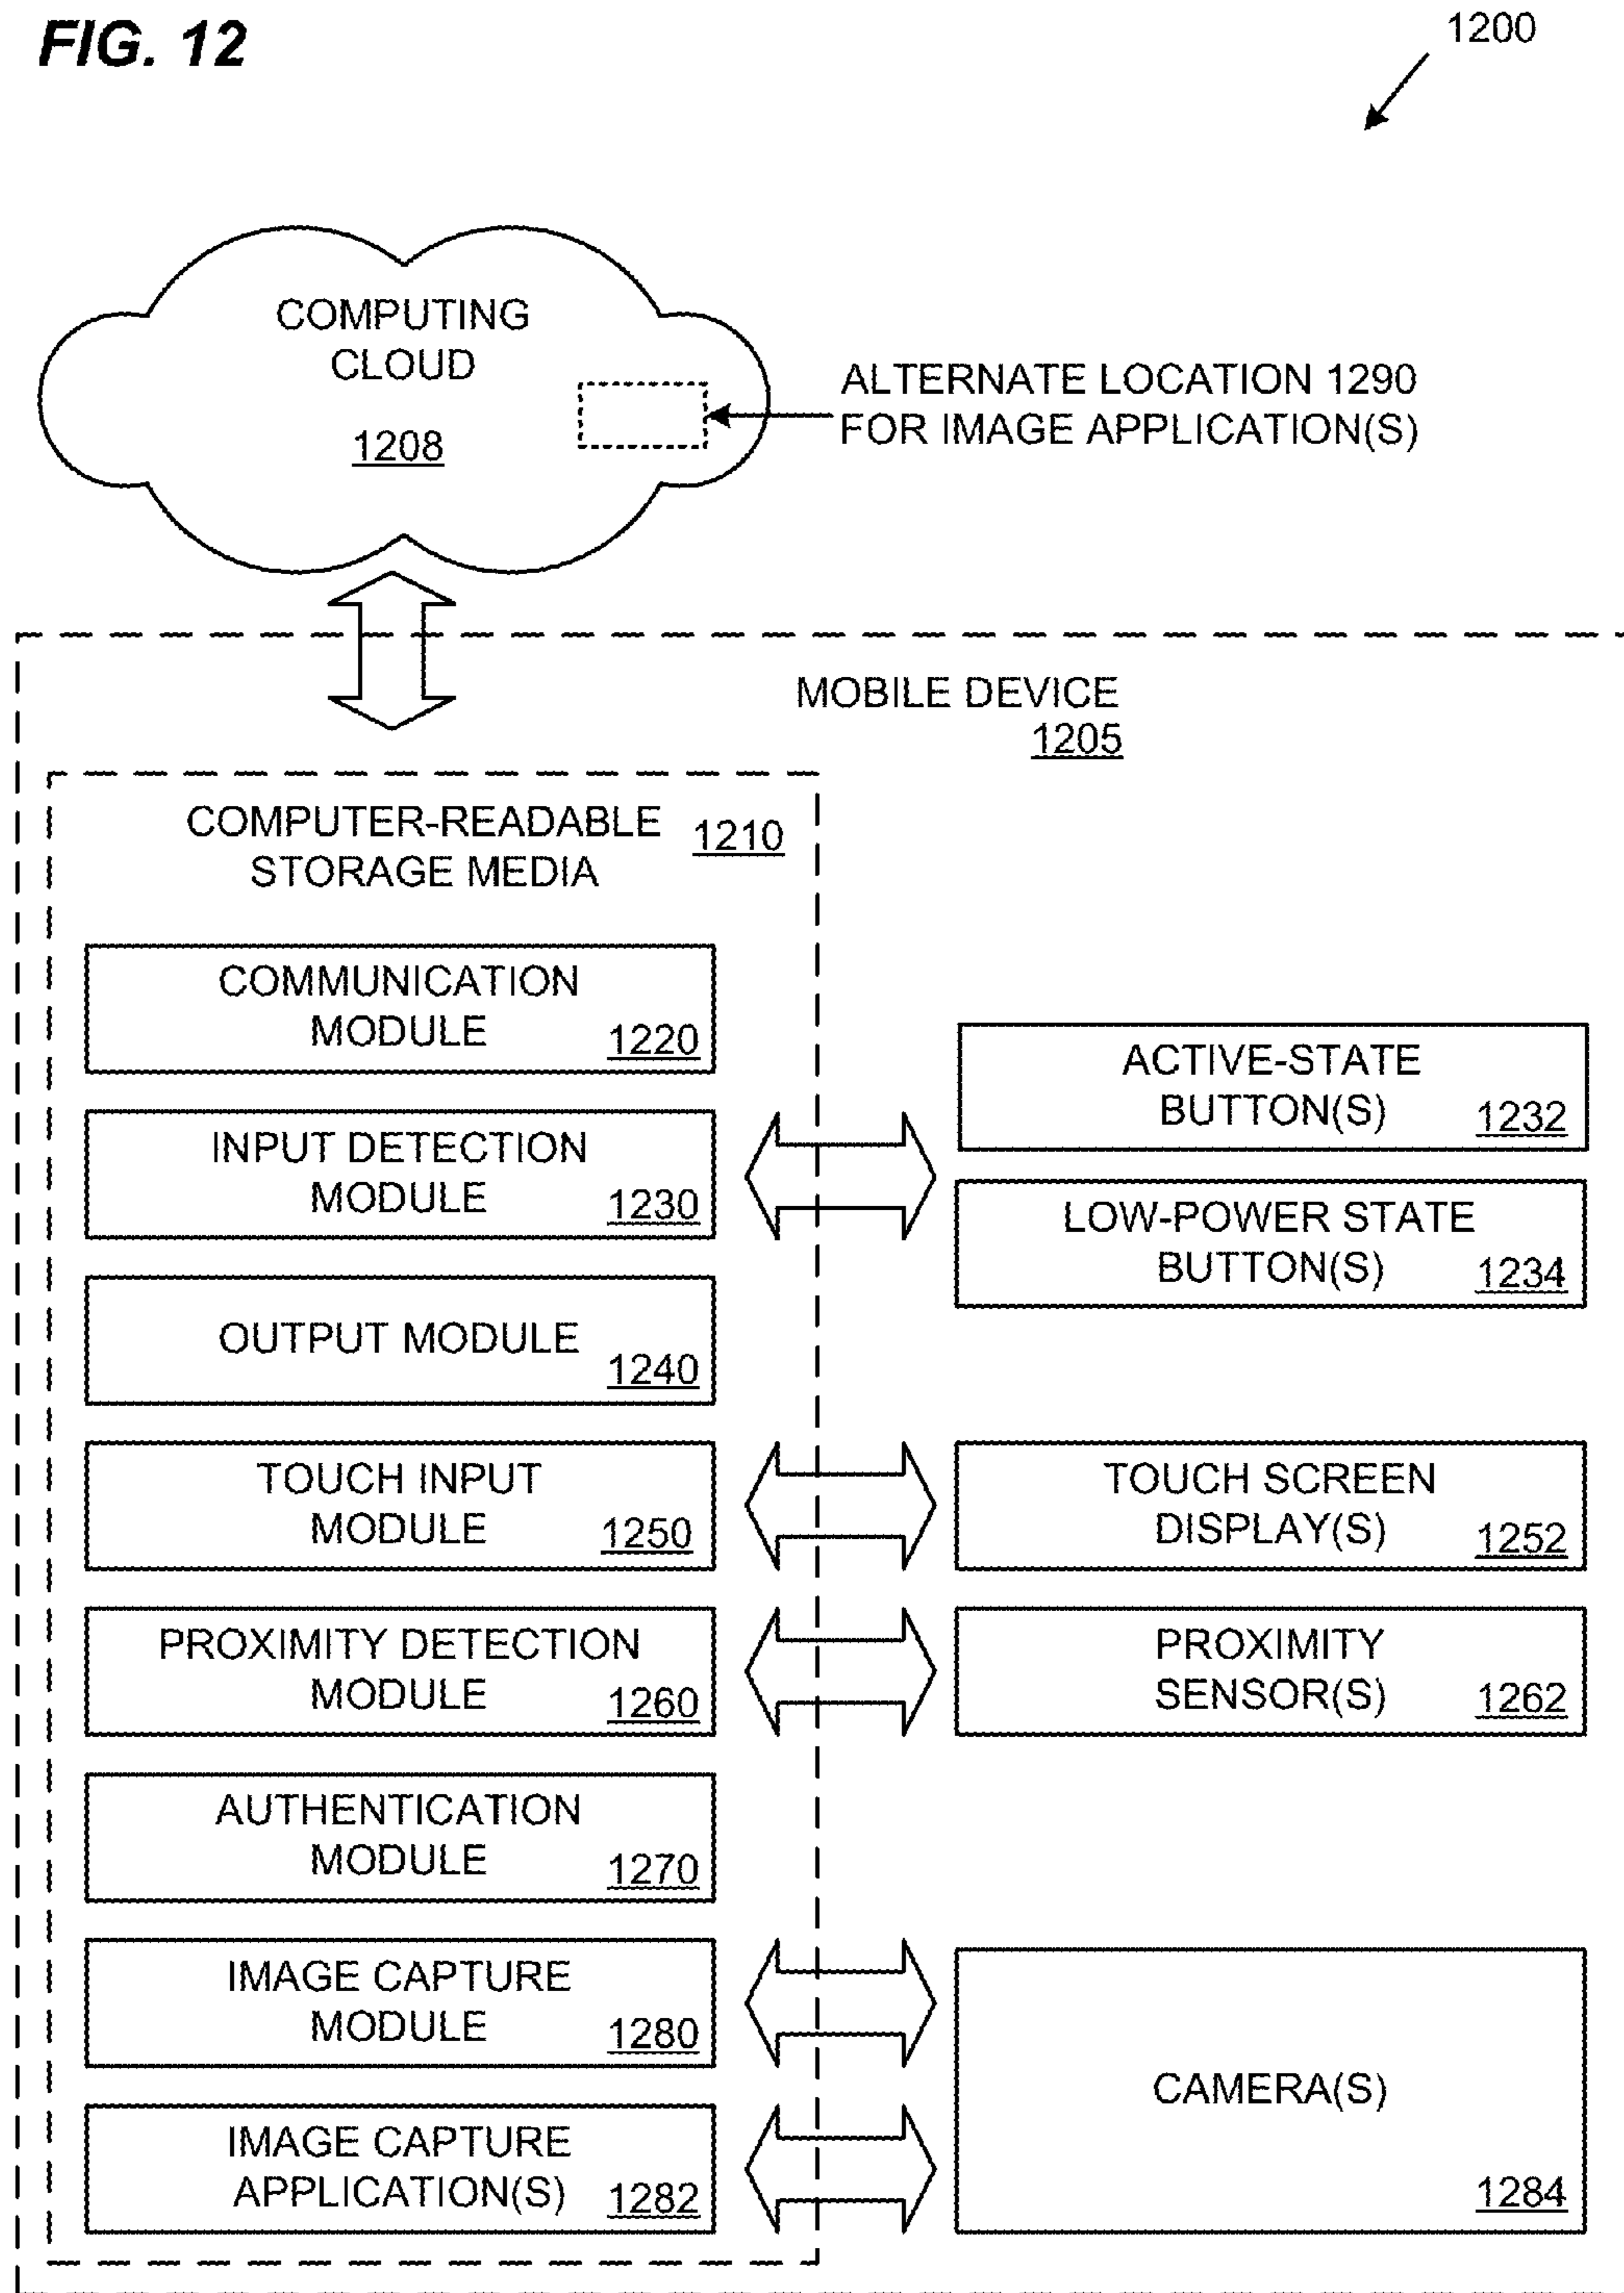 FIG. 12
1200
COMPUTING
CLOUD
1208
ALTERNATE LOCATION 1290
FOR IMAGE APPLICATION(S)
MOBILE DEVICE
1205
COMPUTER-READABLE
STORAGE MEDIA
1210
COMMUNICATION
MODULE
1220
INPUT DETECTION
MODULE
1230
ACTIVE-STATE
BUTTON(S)
1232
LOW-POWER STATE
BUTTON(S)
1234
OUTPUT MODULE
1240
TOUCH INPUT
MODULE
1250
TOUCH SCREEN
DISPLAY(S)
1252
PROXIMITY DETECTION
MODULE
1260
PROXIMITY
SENSOR(S)
1262
AUTHENTICATION
MODULE
1270
IMAGE CAPTURE
MODULE
1280
IMAGE CAPTURE
APPLICATION(S)
1282
CAMERA(S)
1284